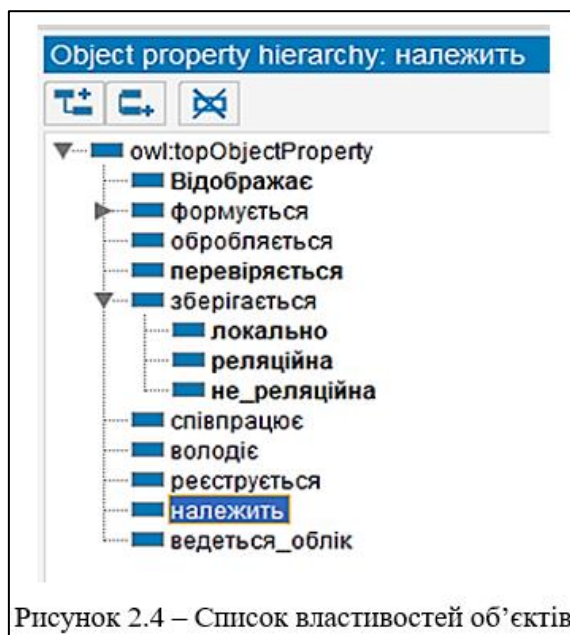 Object property hierarchy: належить
owl:topObjectProperty
Відображає
формується
обробляється
перевіряється
зберігається
локально
реляційна
не_реляційна
співпрацює
володіє
реєструється
належить
ведеться_облік
Рисунок 2.4 – Список властивостей об’єктів